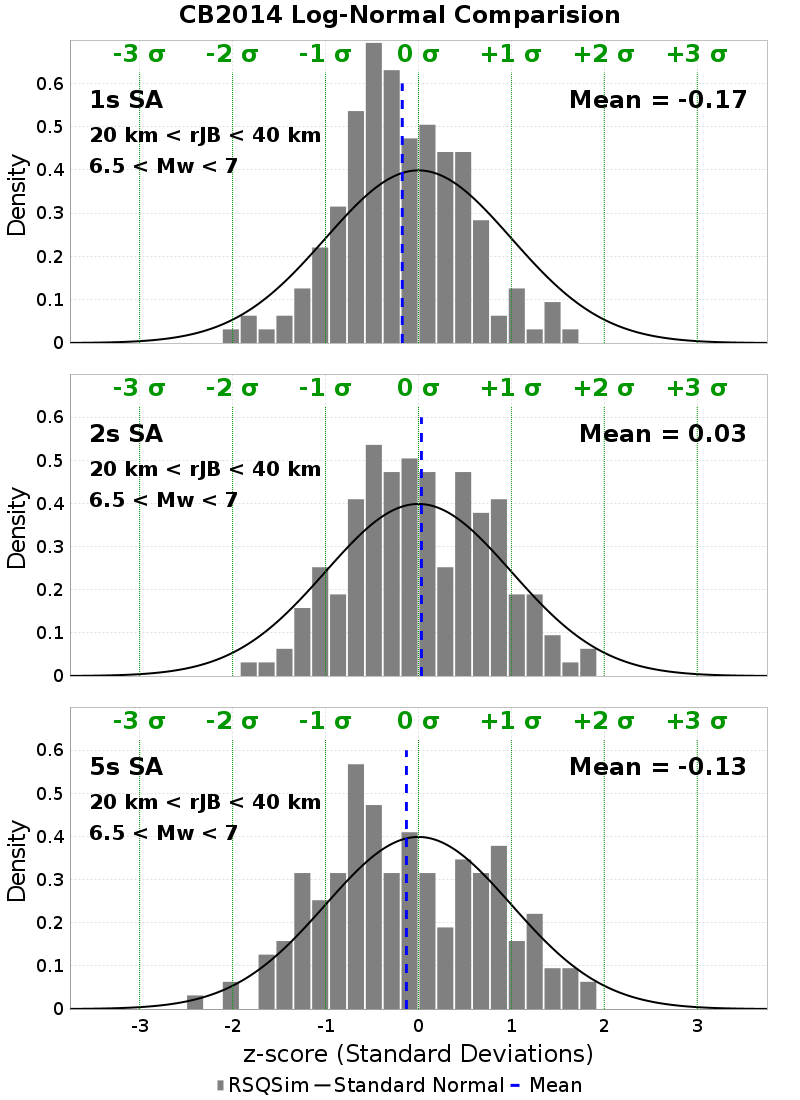 CB2014 Log-Normal Comparision
-3 σ -2 σ -1 σ 0 σ +1 σ +2 σ +3 σ
1s SA Mean = -0.17
20 km < rJB < 40 km
6.5 < Mw < 7
Density
0.6
0.5
0.4
0.3
0.2
0.1
0
-3 σ -2 σ -1 σ 0 σ +1 σ +2 σ +3 σ
2s SA Mean = 0.03
20 km < rJB < 40 km
6.5 < Mw < 7
Density
0.6
0.5
0.4
0.3
0.2
0.1
0
-3 σ -2 σ -1 σ 0 σ +1 σ +2 σ +3 σ
5s SA Mean = -0.13
20 km < rJB < 40 km
6.5 < Mw < 7
Density
0.6
0.5
0.4
0.3
0.2
0.1
0
-3 -2 -1 0 1 2 3
z-score (Standard Deviations)
RSQSim Standard Normal Mean